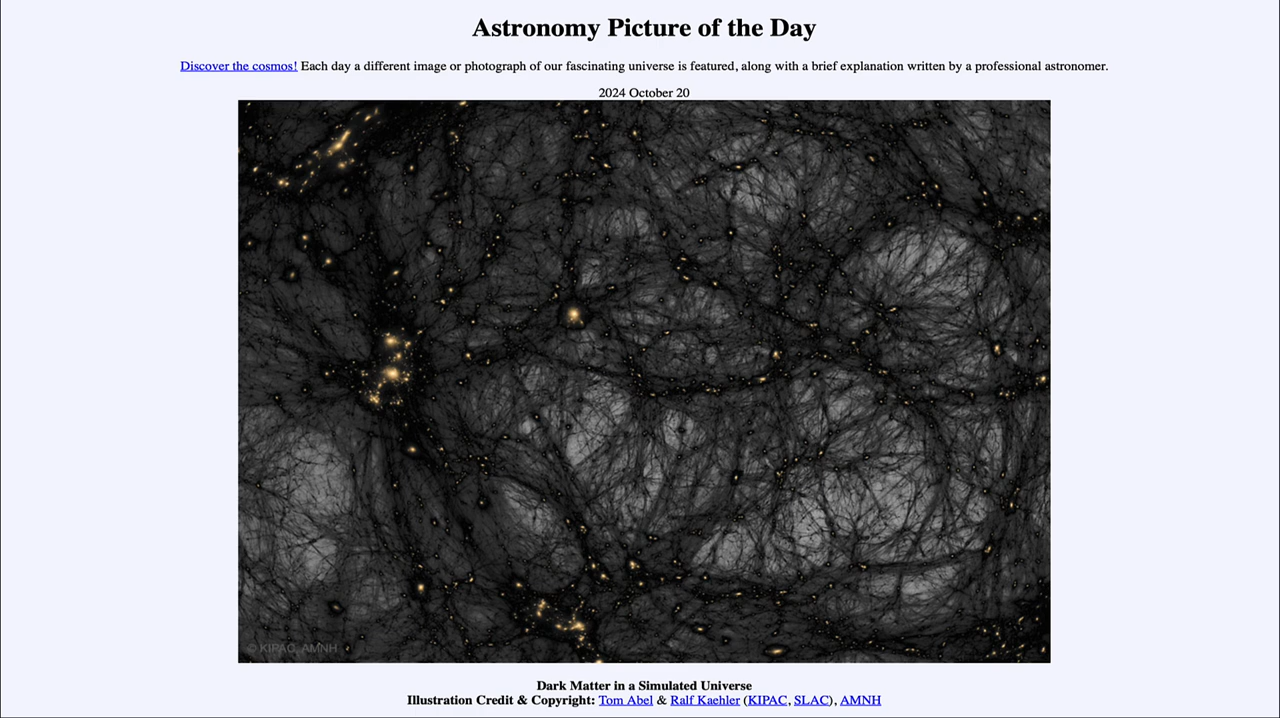 Astronomy Picture of the Day
Discover the cosmos! Each day a different image or photograph of our fascinating universe is featured, along with a brief explanation written by a professional astronomer.
2024 October 20
© KIPAC, AMNH
Dark Matter in a Simulated Universe
Illustration Credit & Copyright: Tom Abel & Ralf Kaehler (KIPAC, SLAC), AMNH